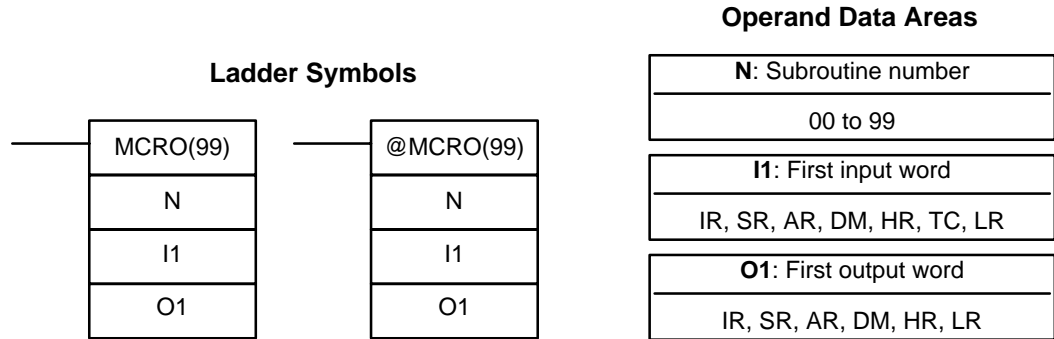 Ladder Symbols
MCRO(99)
N
I1
O1
@MCRO(99)
N
I1
O1
Operand Data Areas
N: Subroutine number
00 to 99
I1: First input word
IR, SR, AR, DM, HR, TC, LR
O1: First output word
IR, SR, AR, DM, HR, LR